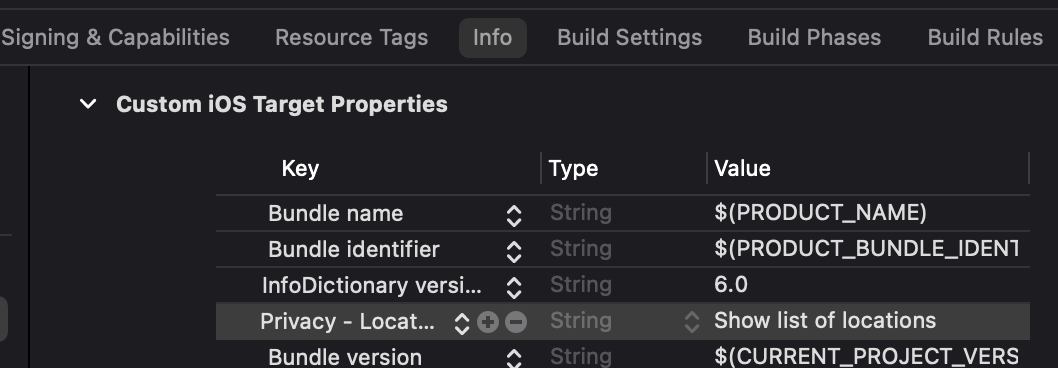 Signing & Capabilities Resource Tags Info Build Settings Build Phases Build Rules
Custom iOS Target Properties
Key Type Value
Bundle name String $(PRODUCT_NAME)
Bundle identifier String $(PRODUCT_BUNDLE_IDENT
InfoDictionary versi... String 6.0
Privacy - Locat... String Show list of locations
Bundle version String $(CURRENT_PROJECT_VERS